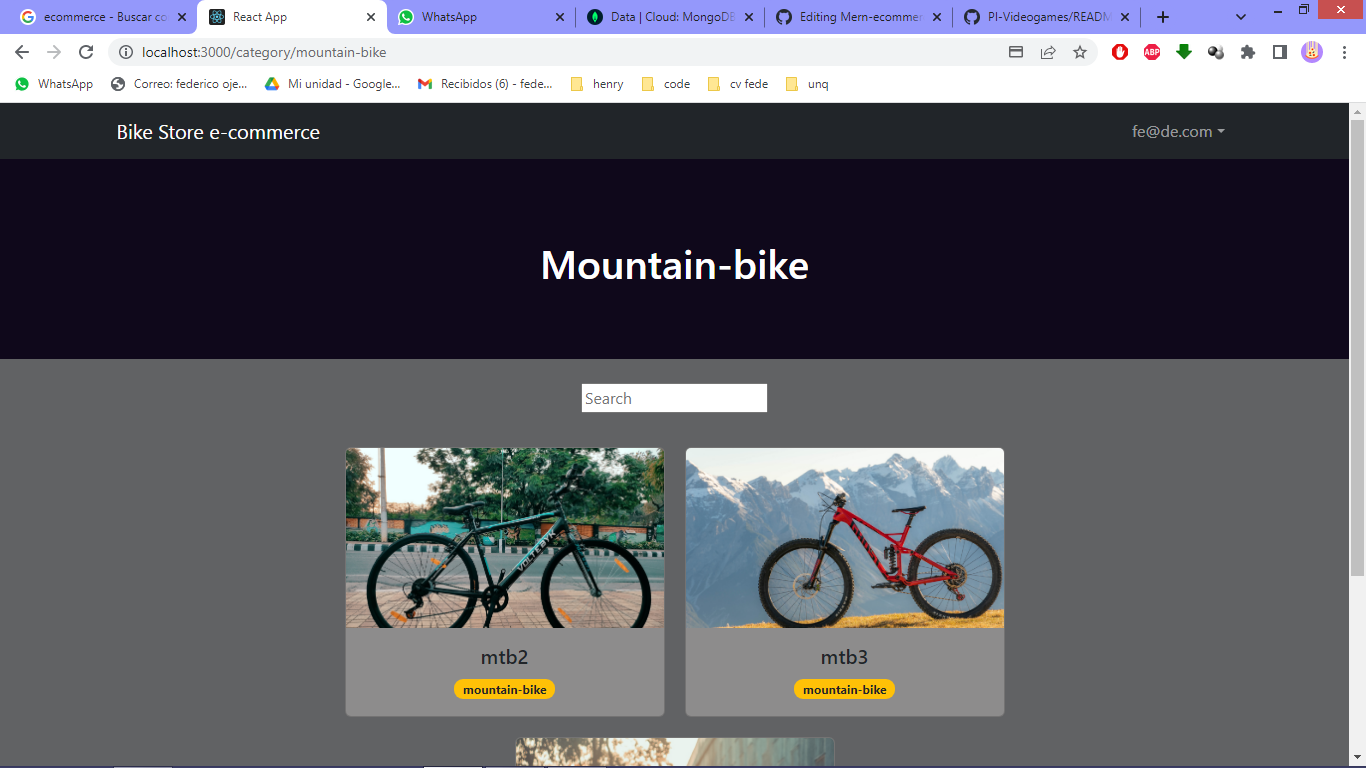 ecommerce - Buscar co
React App
WhatsApp
Data | Cloud: MongoDB
Editing Mern-ecommer
PI-Videogames/READM
localhost:3000/category/mountain-bike
ABP
WhatsApp
Correo: federico oje...
Mi unidad - Google...
Recibidos (6) - fede...
henry
code
cv fede
unq
Bike Store e-commerce
fe@de.com
Mountain-bike
Search
VOLTEBYK
mtb2
mtb3
mountain-bike
mountain-bike